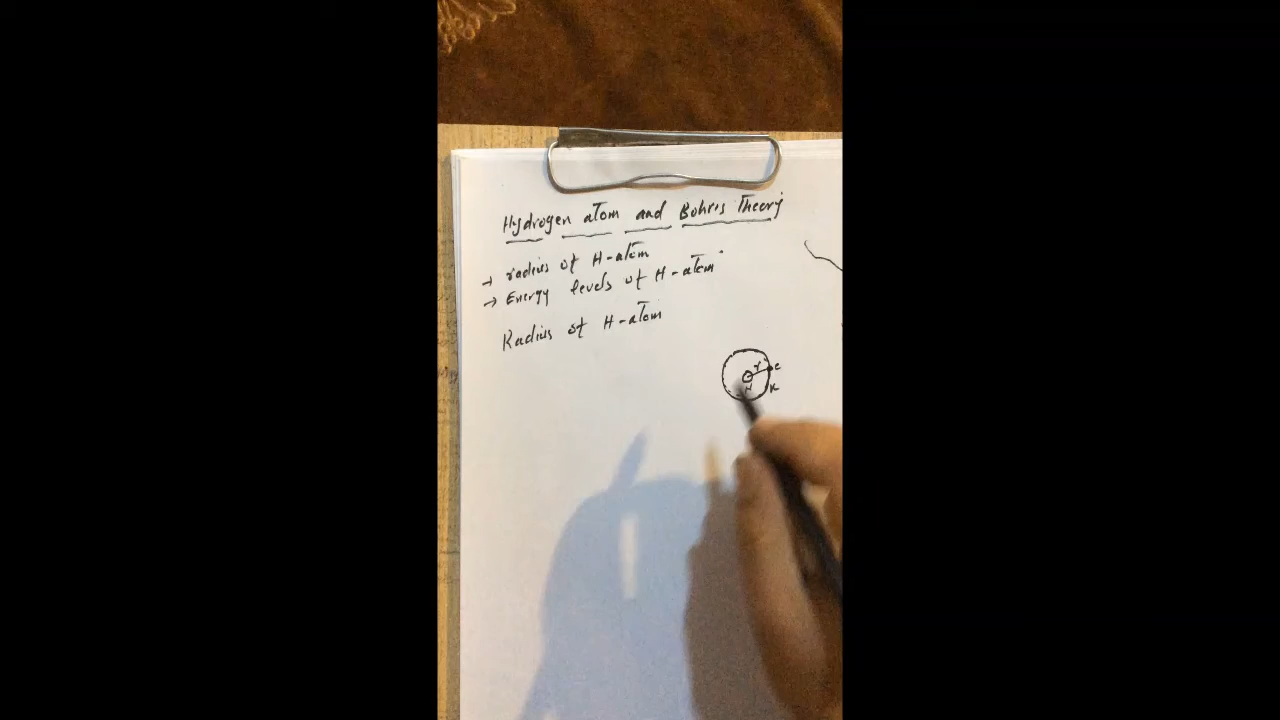 Hydrogen atom and Bohr's Theory
→ radius of H-atom
→ Energy levels of H-atom
Radius of H-atom
r e
N K